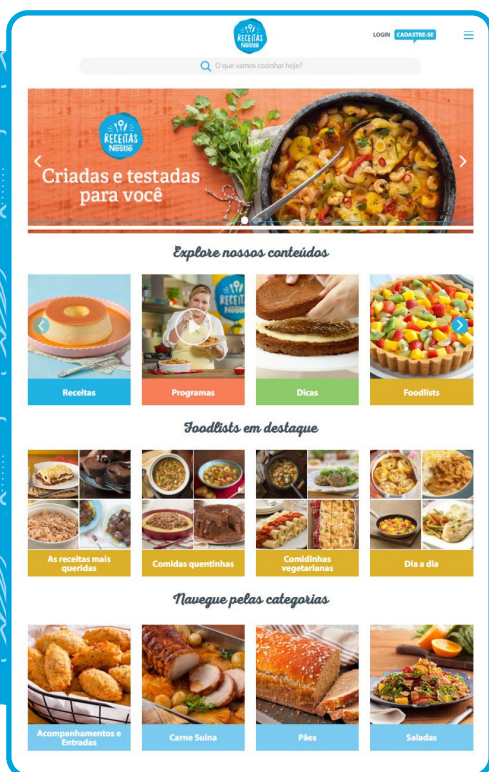 RECEITAS
Nestlé
LOGIN CADASTRE-SE
O que vamos cozinhar hoje?
RECEITAS
Nestlé
Criadas e testadas
para você
Explore nossos conteúdos
RECEIT
Receitas
Programas
Dicas
Foodlists
Foodlists em destaque
As receitas mais
queridas
Comidas quentinhas
Comidinhas
vegetarianas
Dia a dia
Navegue pelas categorias
Acompanhamentos e
Entradas
Carne Suína
Pães
Saladas